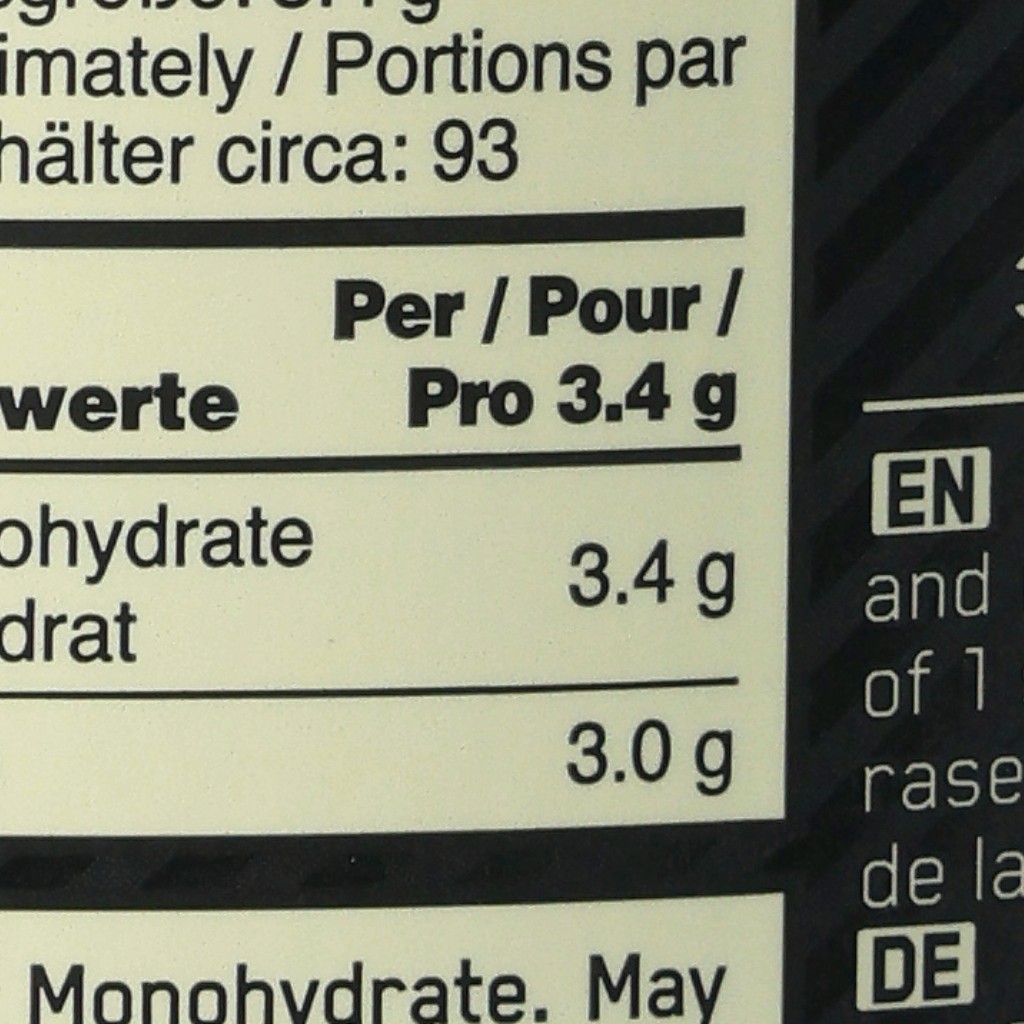 imately / Portions par
hälter circa: 93
Per / Pour /
werte Pro 3.4 g
ohydrate
3.4 g
drat
3.0 g
Monohydrate. May
EN
and
of 1
rase
de la
DE